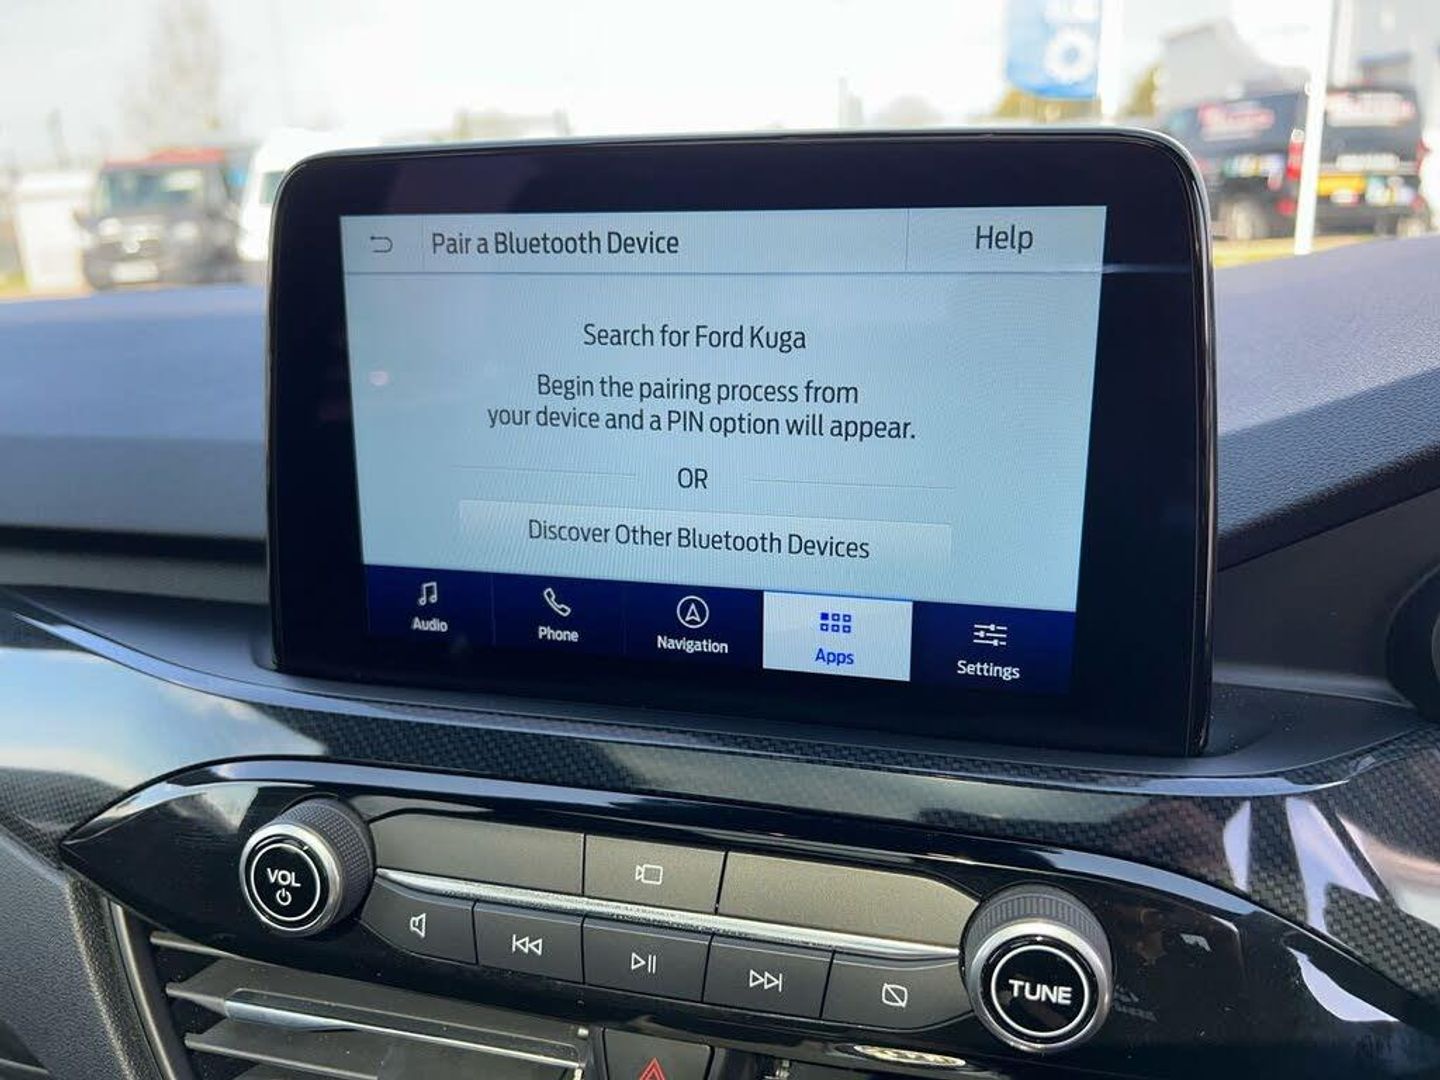 Pair a Bluetooth Device
Help
Search for Ford Kuga
Begin the pairing process from
your device and a PIN option will appear.
OR
Discover Other Bluetooth Devices
Audio
Phone
Navigation
Apps
Settings
VOL
TUNE